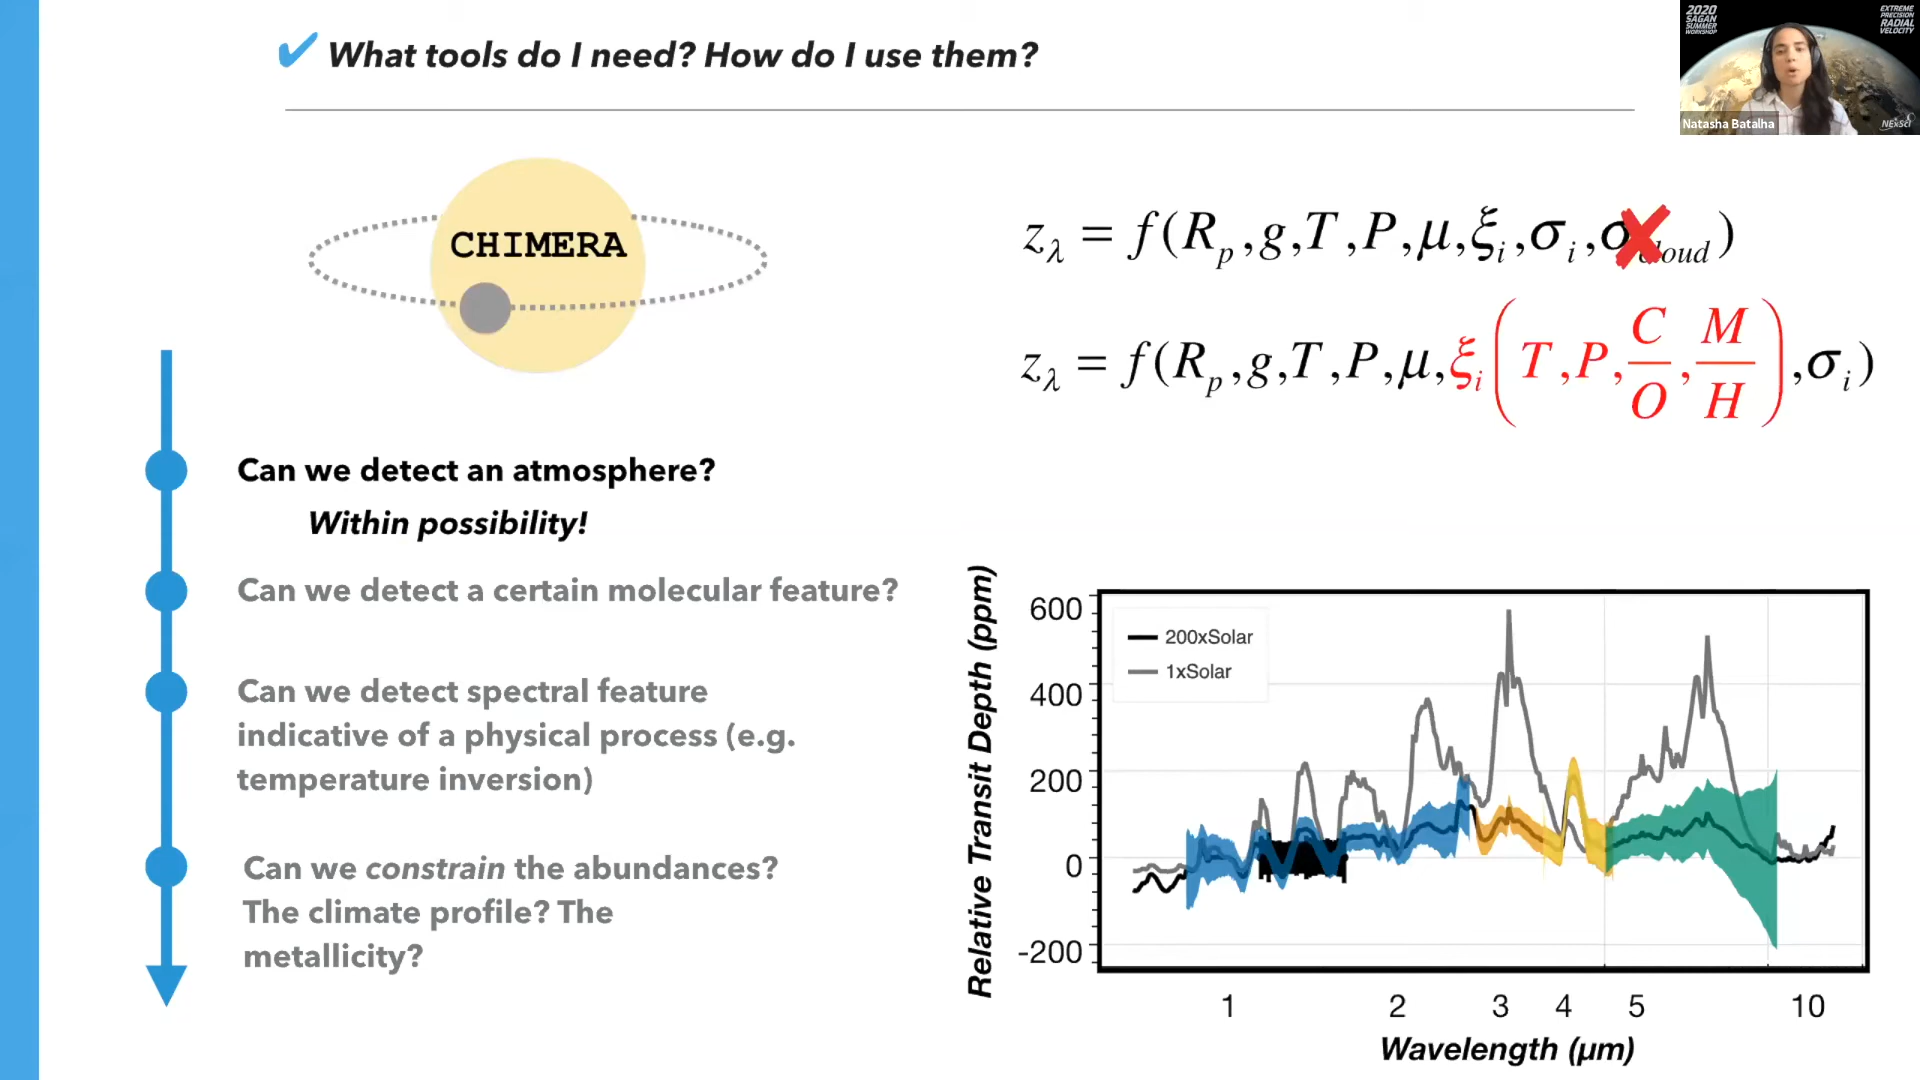 ✔ What tools do I need? How do I use them?
2020
SAGAN
SUMMER
WORKSHOP
EXTREME
PRECISION
RADIAL
VELOCITY
Natasha Batalha
NExScI
CHIMERA
z_λ = f(R_p, g, T, P, μ, ξ_i, σ_i, σ_cloud)
z_λ = f(R_p, g, T, P, μ, ξ_i(T, P, C/O, M/H), σ_i)
Can we detect an atmosphere?
Within possibility!
Can we detect a certain molecular feature?
Can we detect spectral feature
indicative of a physical process (e.g.
temperature inversion)
Can we constrain the abundances?
The climate profile? The
metallicity?
Relative Transit Depth (ppm)
600
400
200
0
-200
200xSolar
1xSolar
1 2 3 4 5 10
Wavelength (μm)